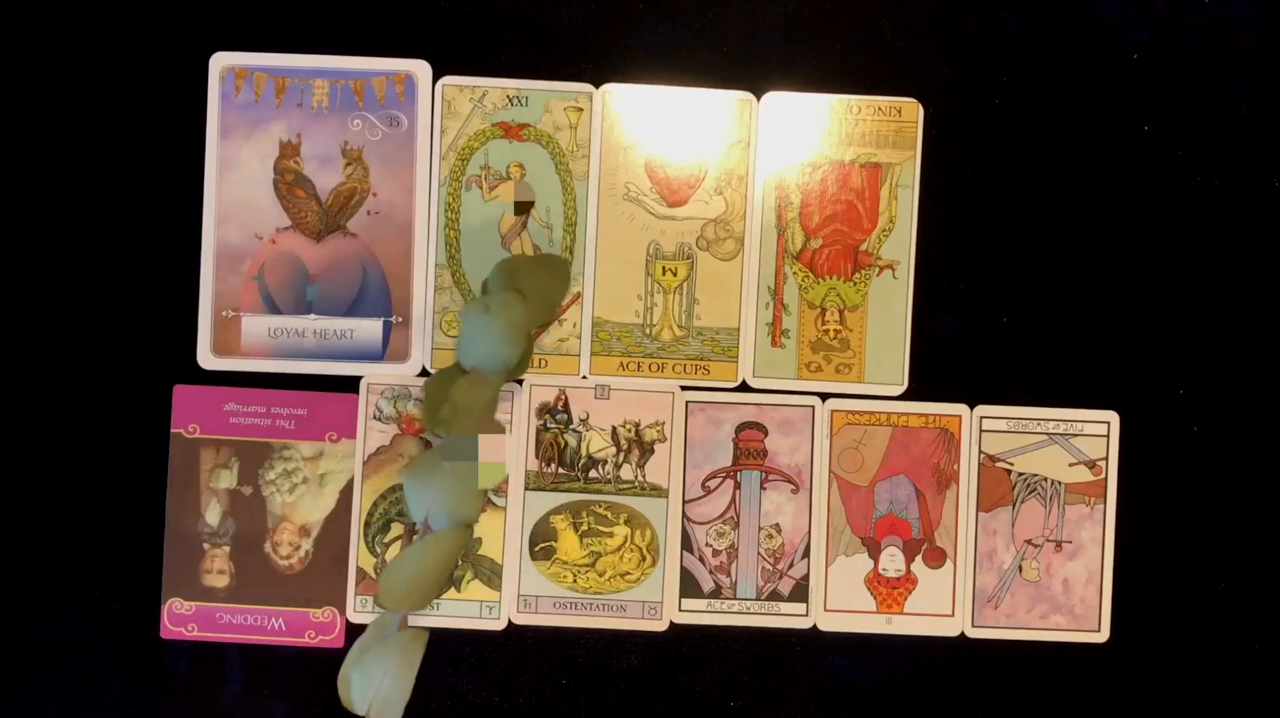 35
LOYAL HEART
XXI
LD
ACE OF CUPS
KING O
This situation
involves marriage.
WEDDING
ST
2
OSTENTATION
ACE OF SWORDS
THE EMPRESS
III
FIVE OF SWORDS